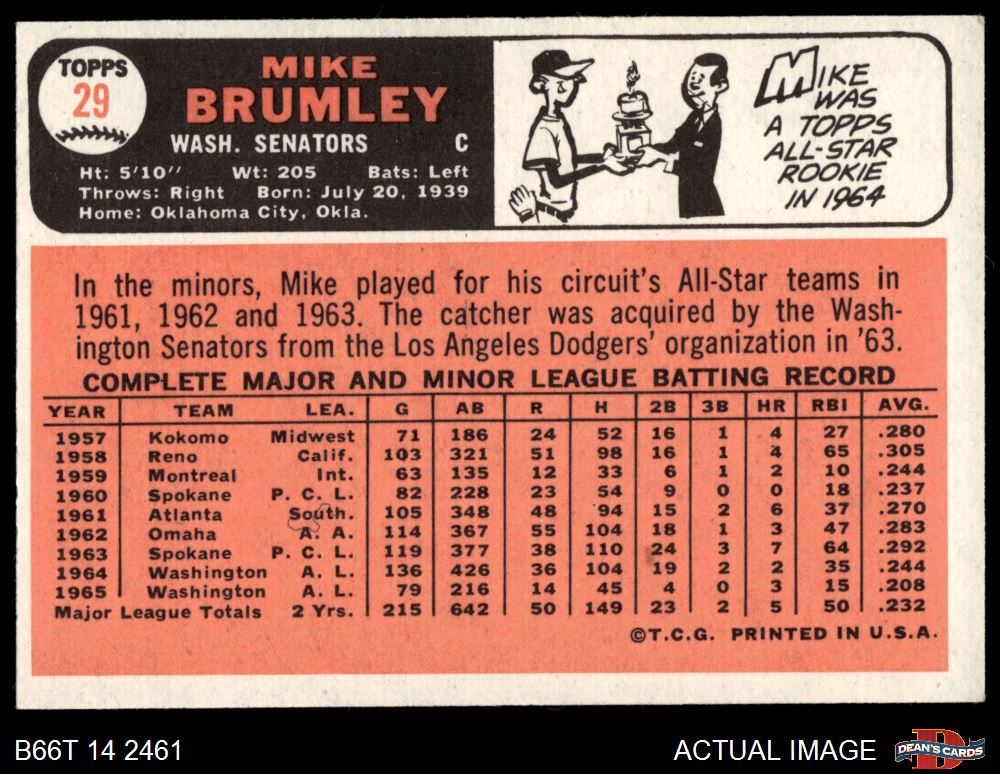 TOPPS
29
MIKE
BRUMLEY
WASH. SENATORS C
Ht: 5'10" Wt: 205 Bats: Left
Throws: Right Born: July 20, 1939
Home: Oklahoma City, Okla.
MIKE
WAS
A TOPPS
ALL-STAR
ROOKIE
IN 1964
In the minors, Mike played for his circuit's All-Star teams in
1961, 1962 and 1963. The catcher was acquired by the Wash-
ington Senators from the Los Angeles Dodgers' organization in '63.
COMPLETE MAJOR AND MINOR LEAGUE BATTING RECORD
YEAR TEAM LEA. G AB R H 2B 3B HR RBI AVG.
1957 Kokomo Midwest 71 186 24 52 16 1 4 27 .280
1958 Reno Calif. 103 321 51 98 16 1 4 65 .305
1959 Montreal Int. 63 135 12 33 6 1 2 10 .244
1960 Spokane P. C. L. 82 228 23 54 9 0 0 18 .237
1961 Atlanta South. 105 348 48 94 15 2 6 37 .270
1962 Omaha A. A. 114 367 55 104 18 1 3 47 .283
1963 Spokane P. C. L. 119 377 38 110 24 3 7 64 .292
1964 Washington A. L. 136 426 36 104 19 2 2 35 .244
1965 Washington A. L. 79 216 14 45 4 0 3 15 .208
Major League Totals 2 Yrs. 215 642 50 149 23 2 5 50 .232
©T.C.G. PRINTED IN U.S.A.
B66T 14 2461
ACTUAL IMAGE
DEAN'S CARDS